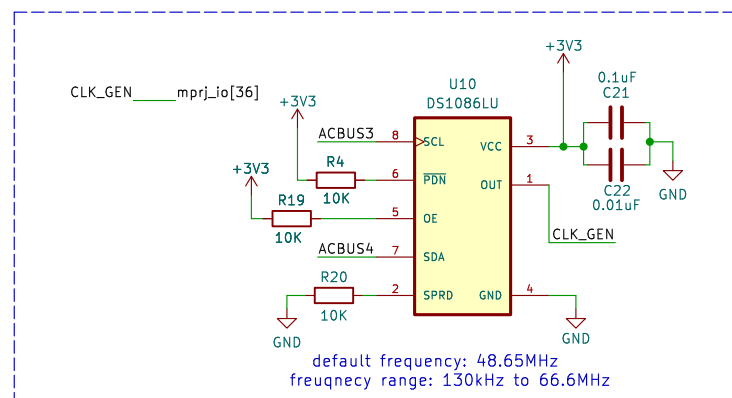 +3V3
CLK_GEN mprj_io[36]
U10
DS1086LU
0.1uF
C21
+3V3
ACBUS3 8 SCL
VCC 3
R4
6 PDN
10K
OUT 1
C22
0.01uF
GND
+3V3
R19
5 OE
10K
CLK_GEN
ACBUS4 7 SDA
R20
2 SPRD
GND 4
10K
GND
GND
default frequency: 48.65MHz
freuqnecy range: 130kHz to 66.6MHz